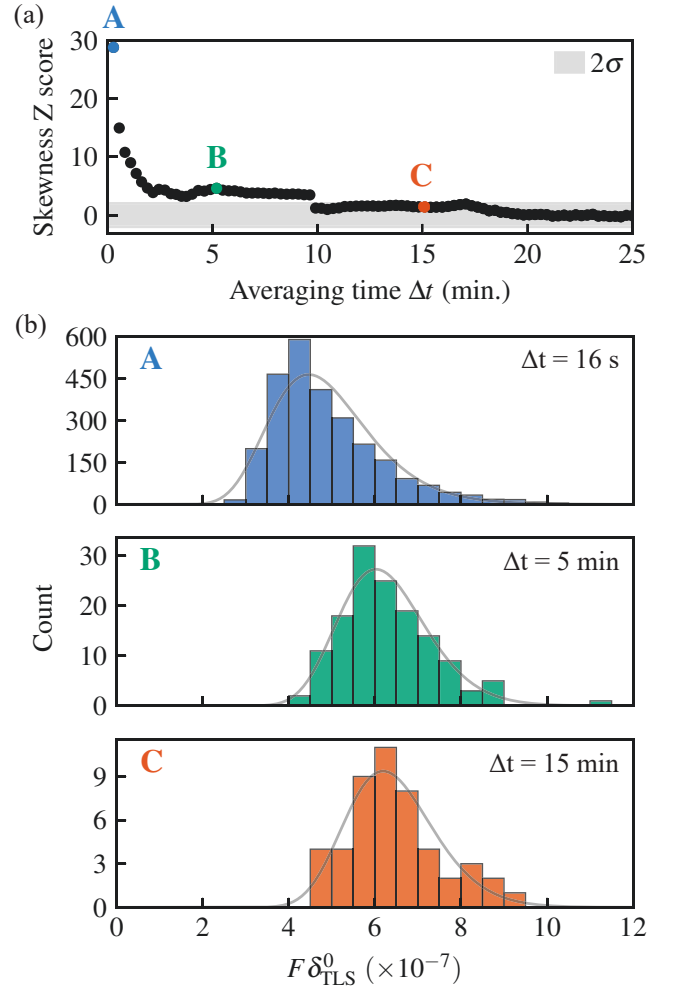 (a)
A
30
20
10
0
Skewness Z score
2σ
B
C
0 5 10 15 20 25
Averaging time Δt (min.)
(b)
600
450
300
150
0
A
Δt = 16 s
30
20
10
0
B
Δt = 5 min
Count
9
6
3
0
C
Δt = 15 min
0 2 4 6 8 10 12
Fδ⁰_TLS (×10⁻⁷)